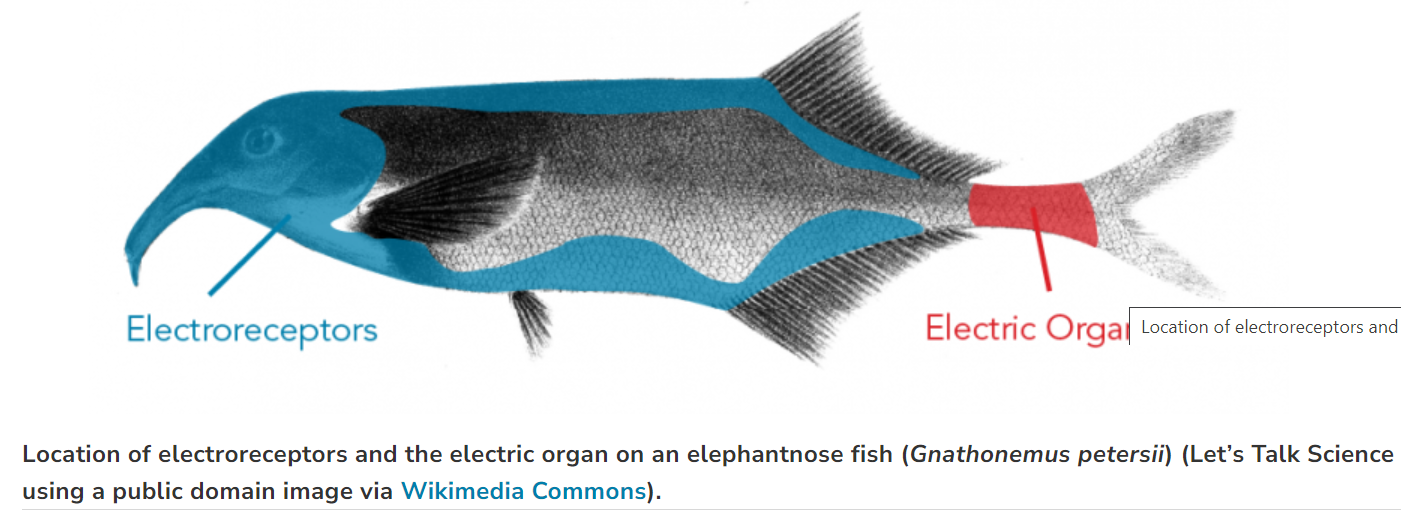 Electroreceptors
Electric Orga
Location of electroreceptors and
Location of electroreceptors and the electric organ on an elephantnose fish (Gnathonemus petersii) (Let’s Talk Science
using a public domain image via Wikimedia Commons).